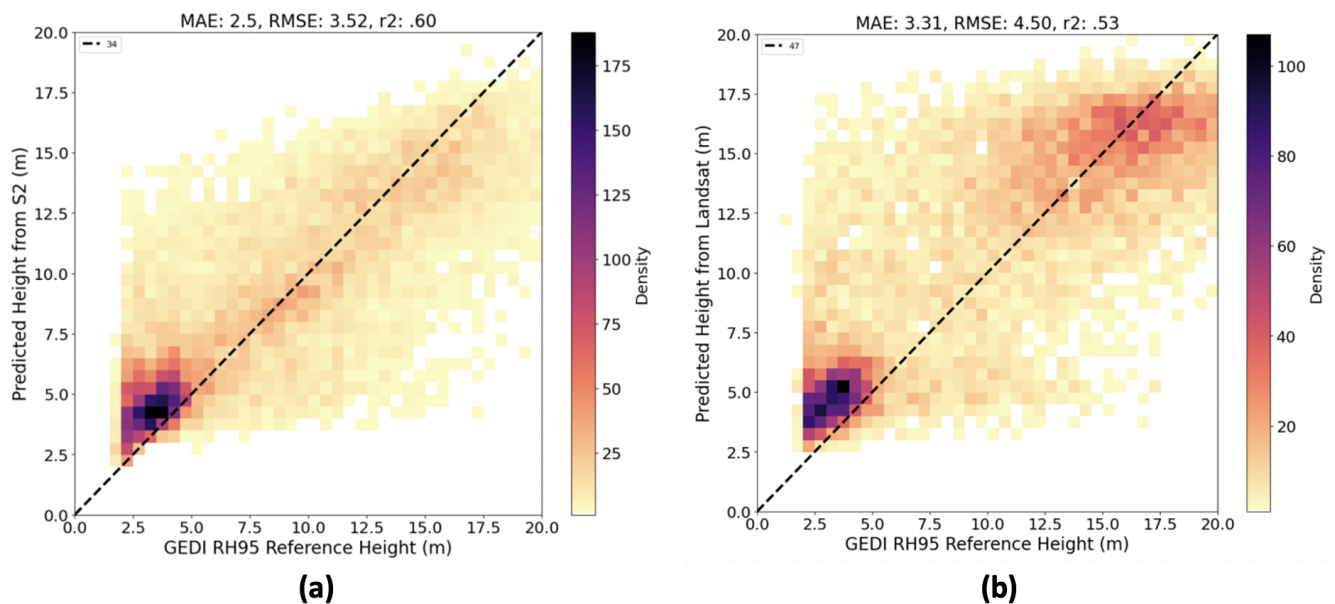 MAE: 2.5, RMSE: 3.52, r2: .60
34
20.0
17.5
15.0
12.5
10.0
7.5
5.0
2.5
0.0
Predicted Height from S2 (m)
0.0 2.5 5.0 7.5 10.0 12.5 15.0 17.5 20.0
GEDI RH95 Reference Height (m)
175
150
125
100
75
50
25
Density
(a)
MAE: 3.31, RMSE: 4.50, r2: .53
47
20.0
17.5
15.0
12.5
10.0
7.5
5.0
2.5
0.0
Predicted Height from Landsat (m)
0.0 2.5 5.0 7.5 10.0 12.5 15.0 17.5 20.0
GEDI RH95 Reference Height (m)
100
80
60
40
20
Density
(b)